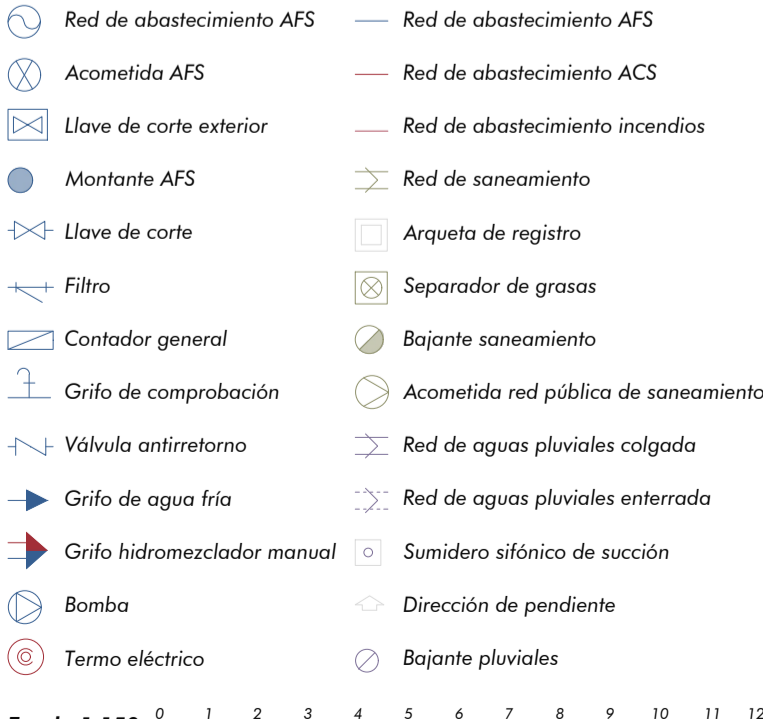 Red de abastecimiento AFS
Acometida AFS
Llave de corte exterior
Montante AFS
Llave de corte
Filtro
Contador general
Grifo de comprobación
Válvula antirretorno
Grifo de agua fría
Grifo hidromezclador manual
Bomba
Termo eléctrico
Red de abastecimiento AFS
Red de abastecimiento ACS
Red de abastecimiento incendios
Red de saneamiento
Arqueta de registro
Separador de grasas
Bajante saneamiento
Acometida red pública de saneamiento
Red de aguas pluviales colgada
Red de aguas pluviales enterrada
Sumidero sifónico de succión
Dirección de pendiente
Bajante pluviales
0 1 2 3 4 5 6 7 8 9 10 11 12